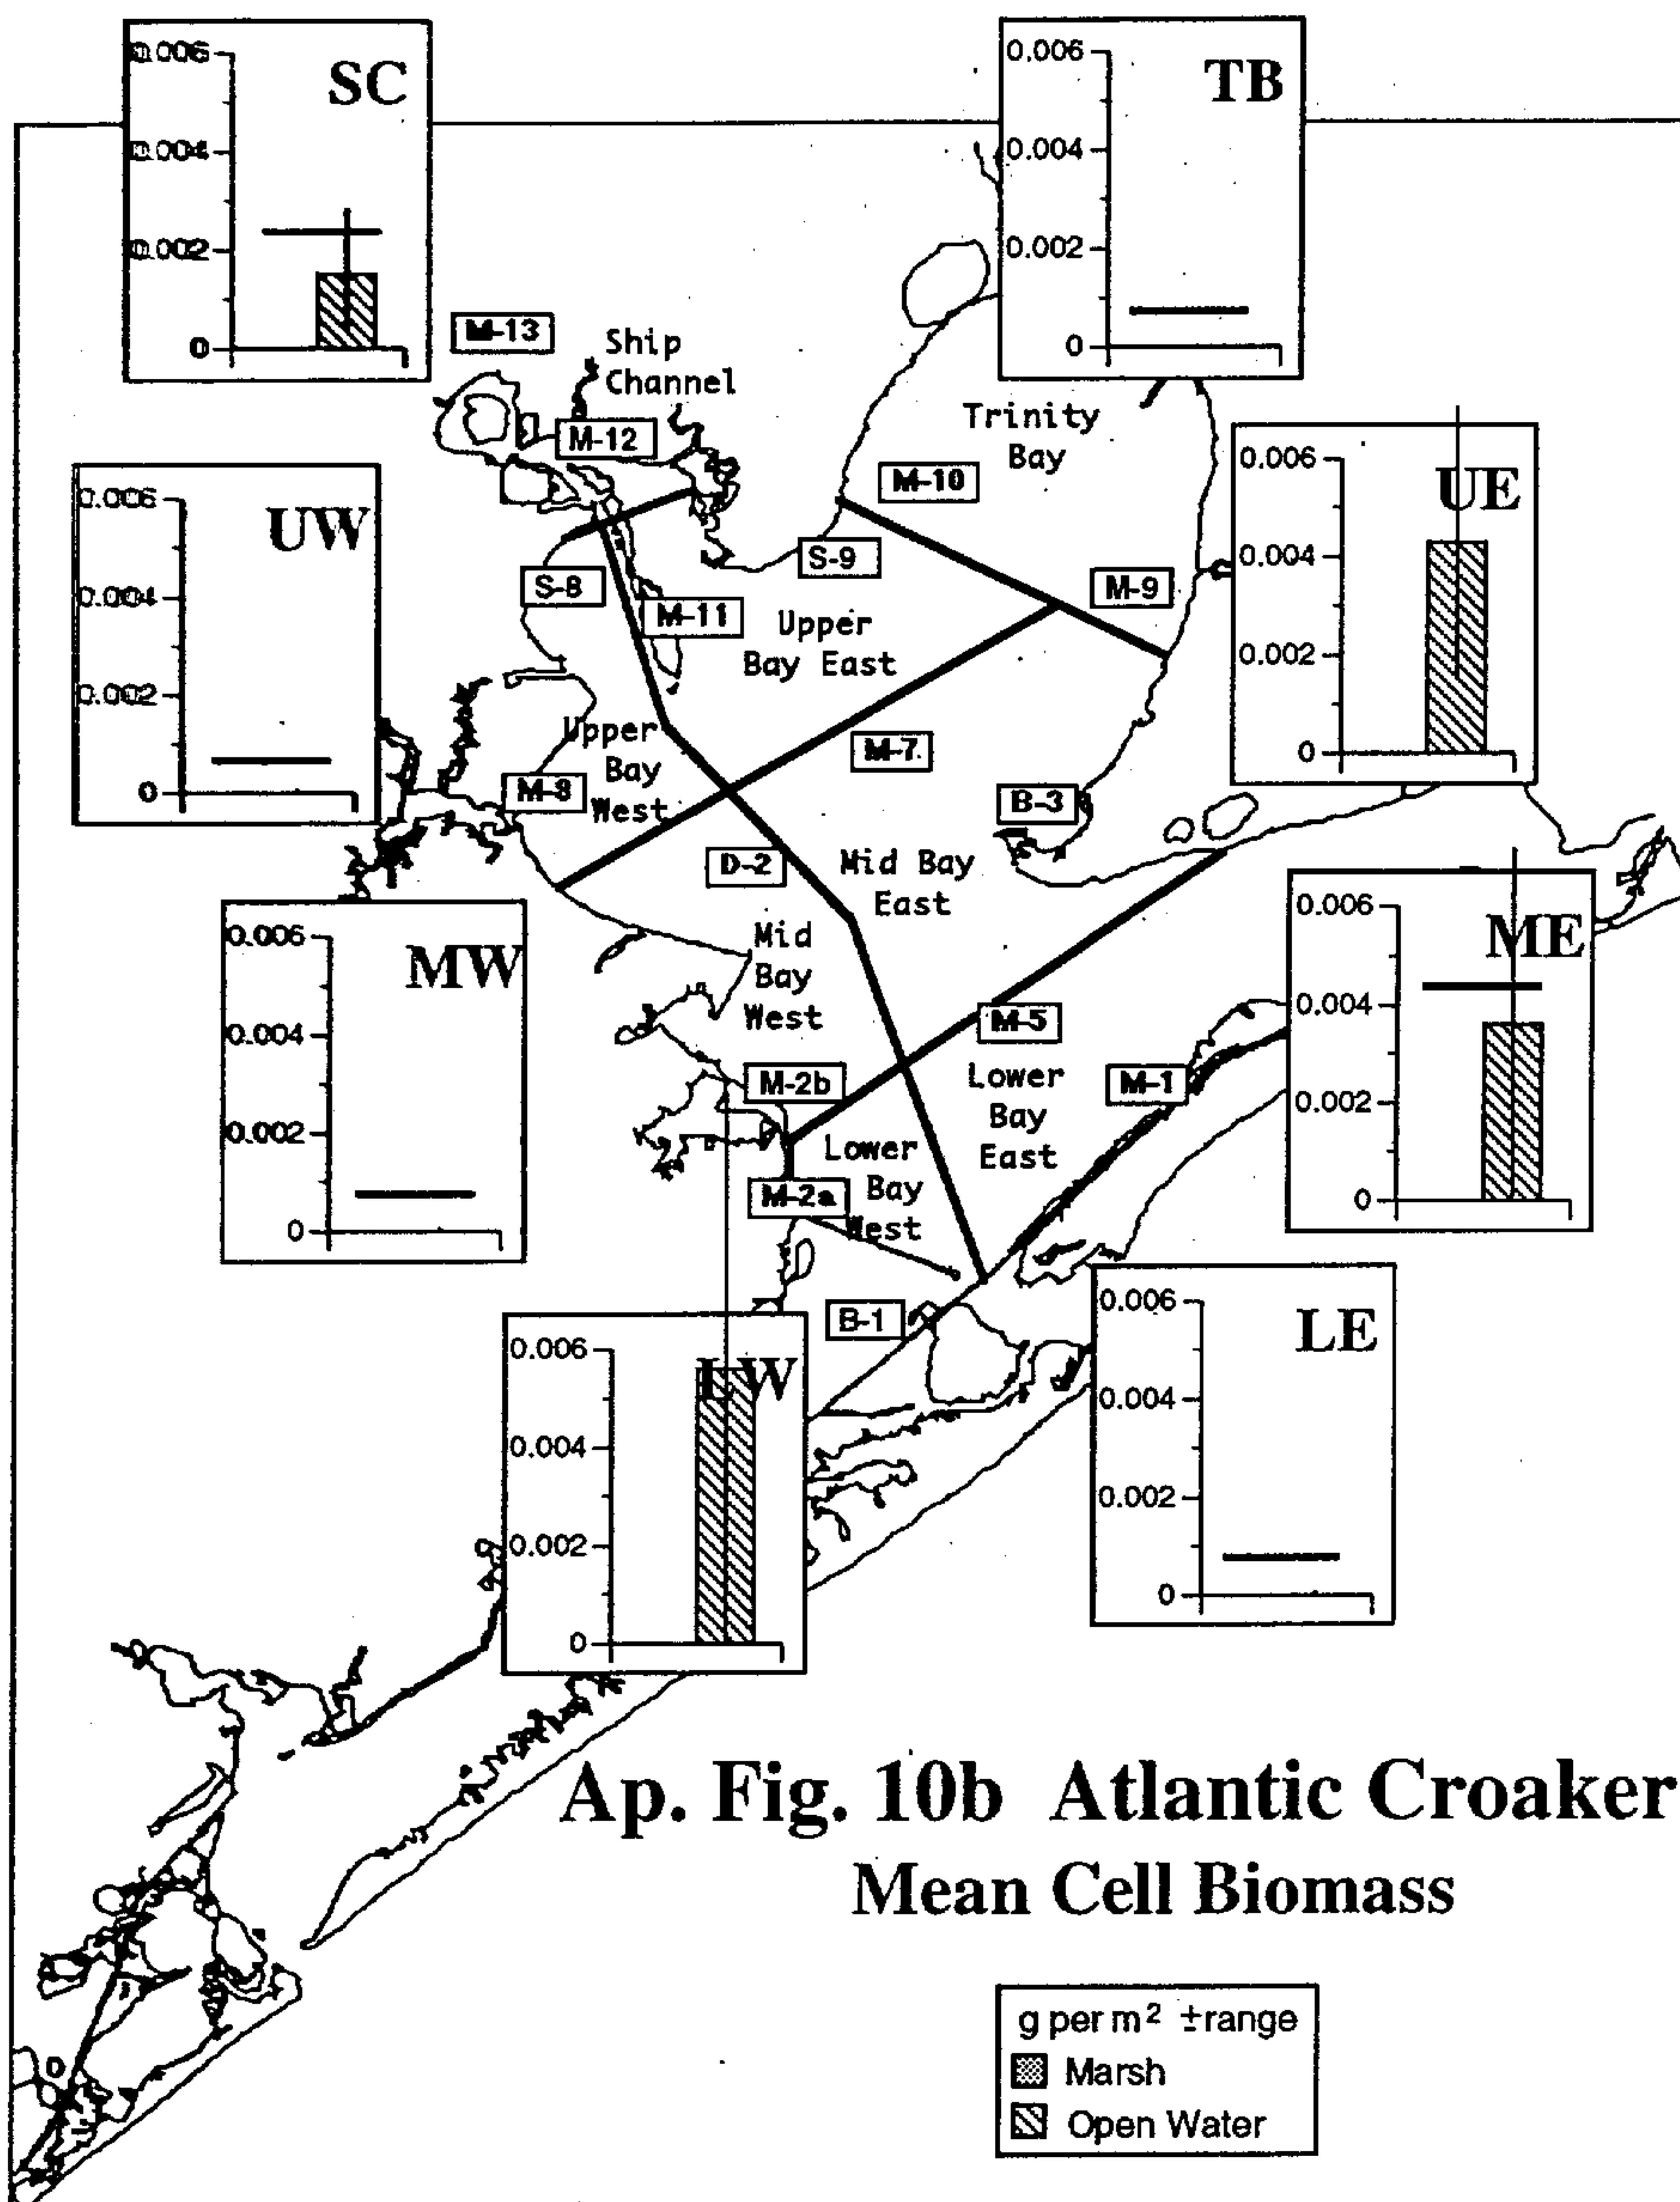 0.006
SC
0.004
0.002
0
0.006
TB
0.004
0.002
0
M-13
Ship
Channel
M-12
Trinity
Bay
M-10
0.006
UE
0.004
0.002
0
0.006
UW
0.004
0.002
0
S-9
S-8
M-9
M-11
Upper
Bay East
Upper
Bay
West
M-7
M-8
B-3
D-2
Mid Bay
East
0.006
MW
0.004
0.002
0
Mid
Bay
West
0.006
ME
0.004
0.002
0
M-5
M-2b
Lower
Bay
East
M-1
Lower
Bay
West
M-2a
B-1
0.006
LE
0.004
0.002
0
0.006
LW
0.004
0.002
0
Ap. Fig. 10b Atlantic Croaker
Mean Cell Biomass
g per m² ±range
Marsh
Open Water